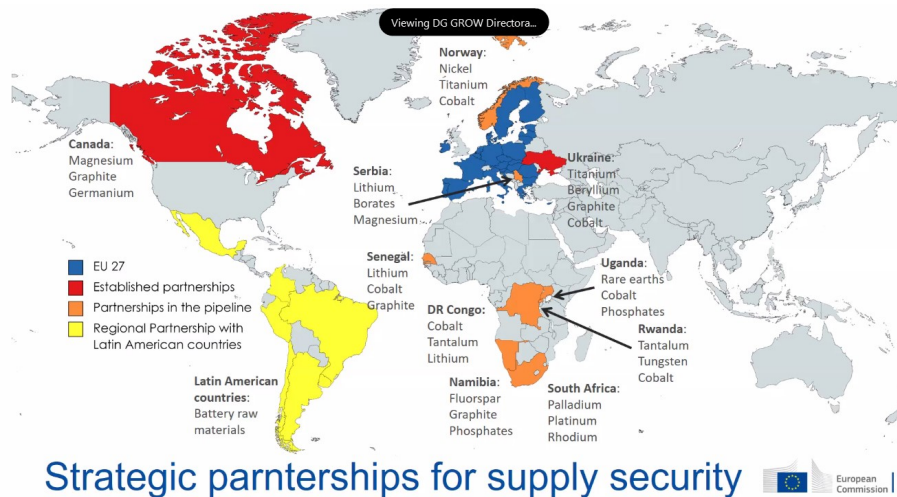 Viewing DG GROW Directora...
Norway:
Nickel
Titanium
Cobalt
Canada:
Magnesium
Graphite
Germanium
Serbia:
Lithium
Borates
Magnesium
Ukraine:
Titanium
Beryllium
Graphite
Cobalt
EU 27
Established partnerships
Partnerships in the pipeline
Regional Partnership with
Latin American countries
Senegal:
Lithium
Cobalt
Graphite
Uganda:
Rare earths
Cobalt
Phosphates
DR Congo:
Cobalt
Tantalum
Lithium
Rwanda:
Tantalum
Tungsten
Cobalt
Latin American
countries:
Battery raw
materials
Namibia:
Fluorspar
Graphite
Phosphates
South Africa:
Palladium
Platinum
Rhodium
Strategic parnterships for supply security
European
Commission